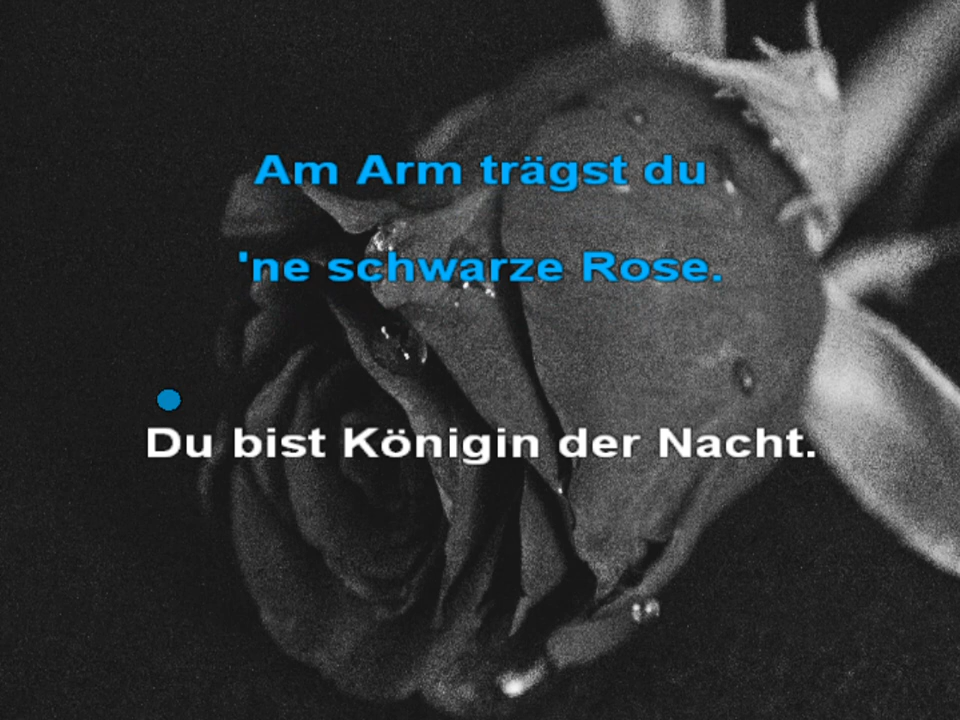 Am Arm trägst du
'ne schwarze Rose.
Du bist Königin der Nacht.